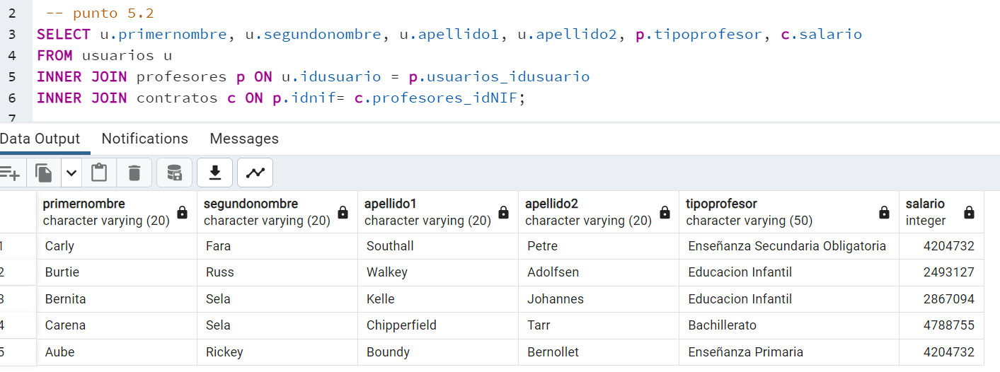 2 -- punto 5.2
3 SELECT u.primernombre, u.segundonombre, u.apellido1, u.apellido2, p.tipoprofesor, c.salario
4 FROM usuarios u
5 INNER JOIN profesores p ON u.idusuario = p.usuarios_idusuario
6 INNER JOIN contratos c ON p.idnif= c.profesores_idNIF;
7
Data Output Notifications Messages
primernombre segundonombre apellido1 apellido2 tipoprofesor salario
character varying (20) character varying (20) character varying (20) character varying (20) character varying (50) integer
1 Carly Fara Southall Petre Enseñanza Secundaria Obligatoria 4204732
2 Burtie Russ Walkey Adolfsen Educacion Infantil 2493127
3 Bernita Sela Kelle Johannes Educacion Infantil 2867094
4 Carena Sela Chipperfield Tarr Bachillerato 4788755
5 Aube Rickey Boundy Bernollet Enseñanza Primaria 4204732